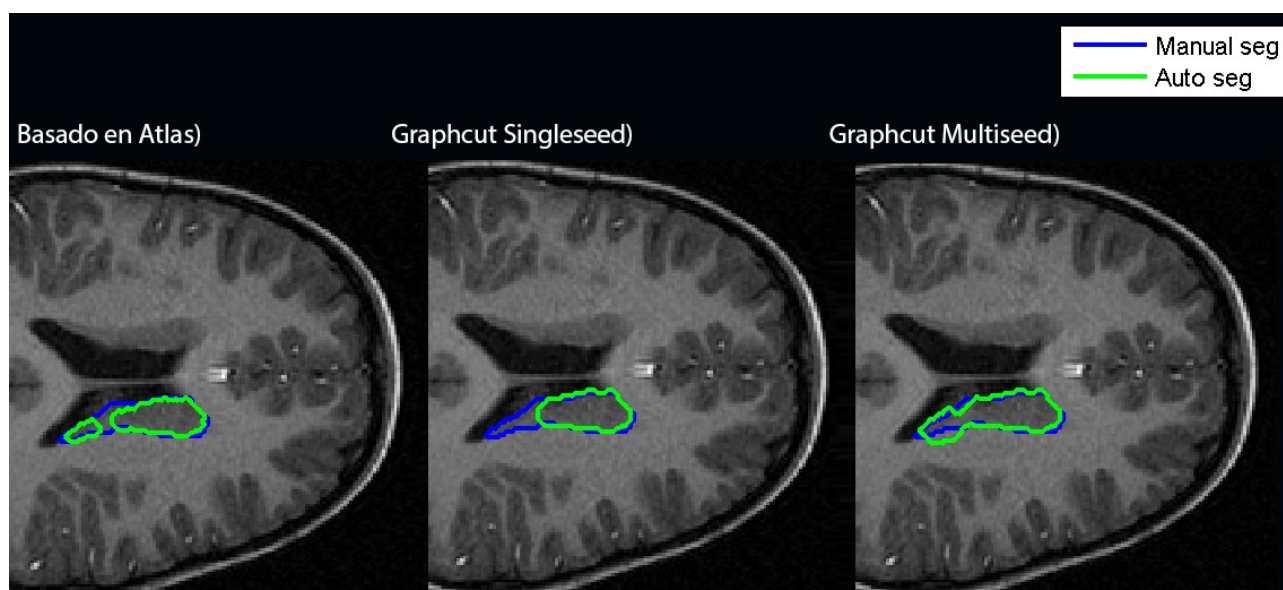 Manual seg
Auto seg
Basado en Atlas)
Graphcut Singleseed)
Graphcut Multiseed)